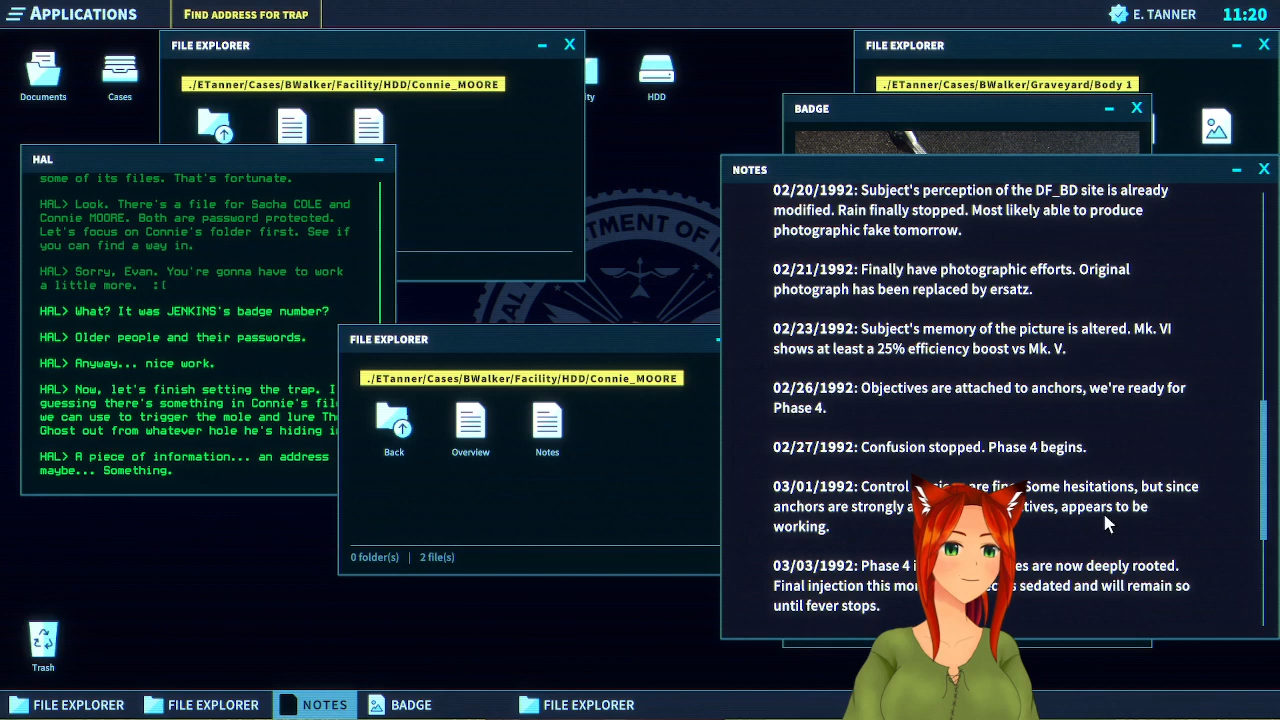 APPLICATIONS
FIND ADDRESS FOR TRAP
E. TANNER
11:20
Documents
Cases
FILE EXPLORER
./ETanner/Cases/BWalker/Facility/HDD/Connie_MOORE
ity
HDD
FILE EXPLORER
./ETanner/Cases/BWalker/Graveyard/Body 1
BADGE
HAL
some of its files. That's fortunate.
HAL> Look. There's a file for Sacha COLE and
Connie MOORE. Both are password protected.
Let's focus on Connie's folder first. See if
you can find a way in.
HAL> Sorry, Evan. You're gonna have to work
a little more. :(
HAL> What? It was JENKINS's badge number?
HAL> Older people and their passwords.
HAL> Anyway... nice work.
HAL> Now, let's finish setting the trap. I
guessing there's something in Connie's fil
we can use to trigger the mole and lure Th
Ghost out from whatever hole he's hiding i
HAL> A piece of information... an address
maybe... Something.
FILE EXPLORER
./ETanner/Cases/BWalker/Facility/HDD/Connie_MOORE
Back
Overview
Notes
0 folder(s) | 2 file(s)
NOTES
02/20/1992: Subject's perception of the DF_BD site is already
modified. Rain finally stopped. Most likely able to produce
photographic fake tomorrow.
02/21/1992: Finally have photographic efforts. Original
photograph has been replaced by ersatz.
02/23/1992: Subject's memory of the picture is altered. Mk. VI
shows at least a 25% efficiency boost vs Mk. V.
02/26/1992: Objectives are attached to anchors, we're ready for
Phase 4.
02/27/1992: Confusion stopped. Phase 4 begins.
03/01/1992: Control are fin Some hesitations, but since
anchors are strongly tives, appears to be
working.
03/03/1992: Phase 4 i es are now deeply rooted.
Final injection this mo s sedated and will remain so
until fever stops.
TMENT OF
Trash
FILE EXPLORER
FILE EXPLORER
NOTES
BADGE
FILE EXPLORER